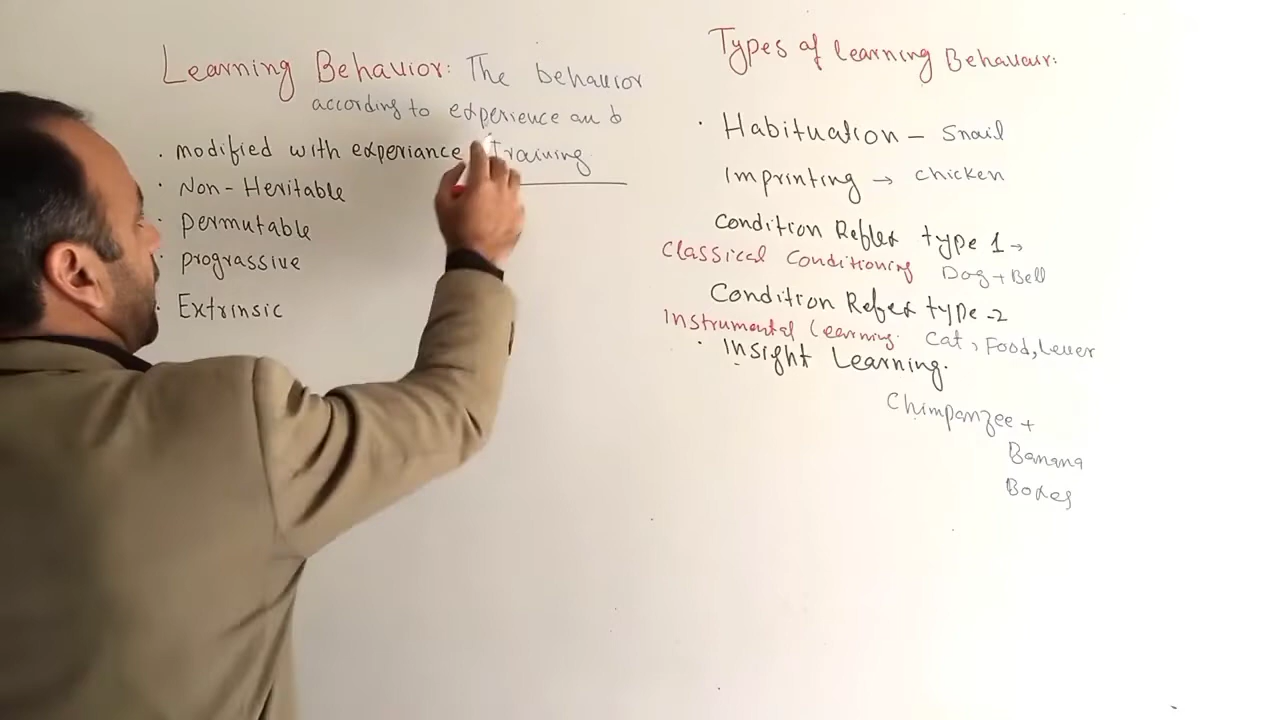 Learning Behavior: The behavior
according to experience and
. modified with experiance training.
. Non-Heritable
. permutable
. prograssive
. Extrinsic
Types of learning Behaviour:
. Habituation - Snail
Imprinting → chicken
Condition Reflex type 1 →
Classical Conditioning Dog + Bell
Condition Reflex type -2
Instrumental Learning. Cat, Food, Lever
. Insight Learning.
Chimpanzee +
Banana
Boxes